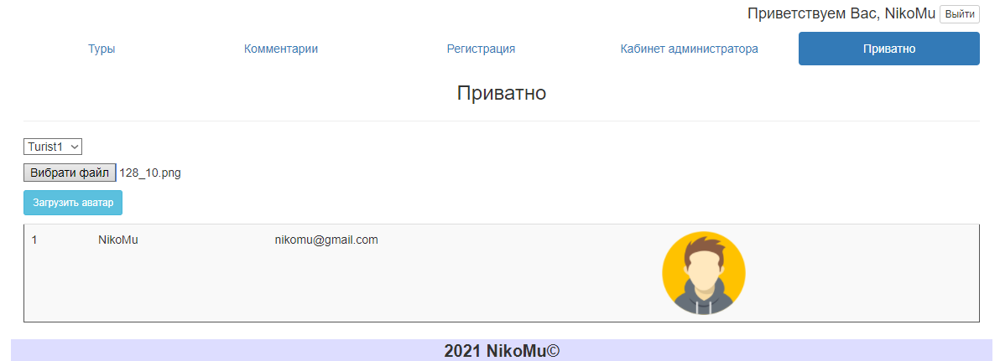 Приветствуем Вас, NikoMu Выйти
Туры Комментарии Регистрация Кабинет администратора Приватно
Приватно
Turist1
Вибрати файл 128_10.png
Загрузить аватар
1 NikoMu nikomu@gmail.com
2021 NikoMu©